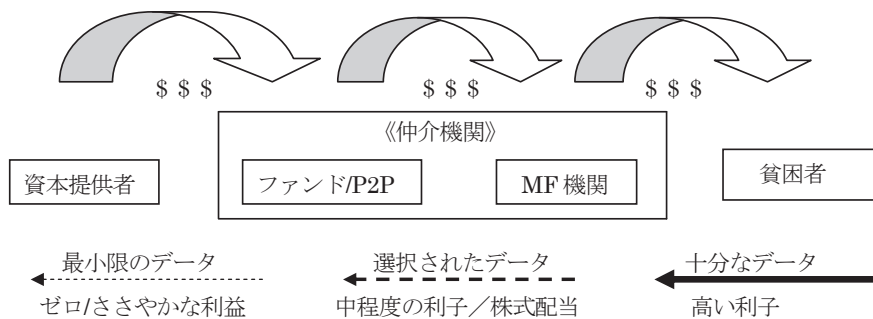 $ $ $ $ $ $ $ $ $
《仲介機関》
資本提供者 ファンド/P2P MF 機関 貧困者
最小限のデータ 選択されたデータ 十分なデータ
ゼロ/ささやかな利益 中程度の利子／株式配当 高い利子